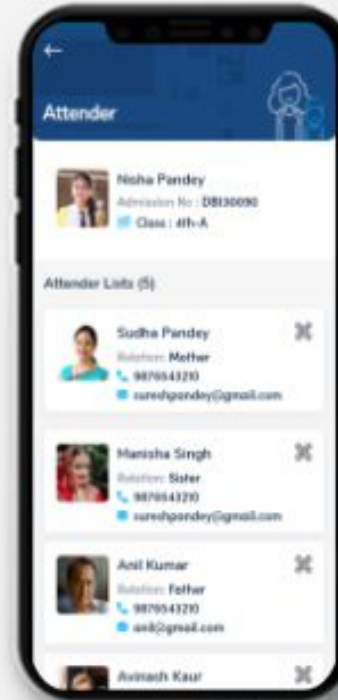 Attender
Nisha Pandey
Admission No : DBI30090
Class : 4th-A
Attender Lists (5)
Sudha Pandey
Relation: Mother
9876543210
sureshpandey@gmail.com
Manisha Singh
Relation: Sister
9876543210
sureshpandey@gmail.com
Anil Kumar
Relation: Father
9876543210
anil@gmail.com
Avinash Kaur